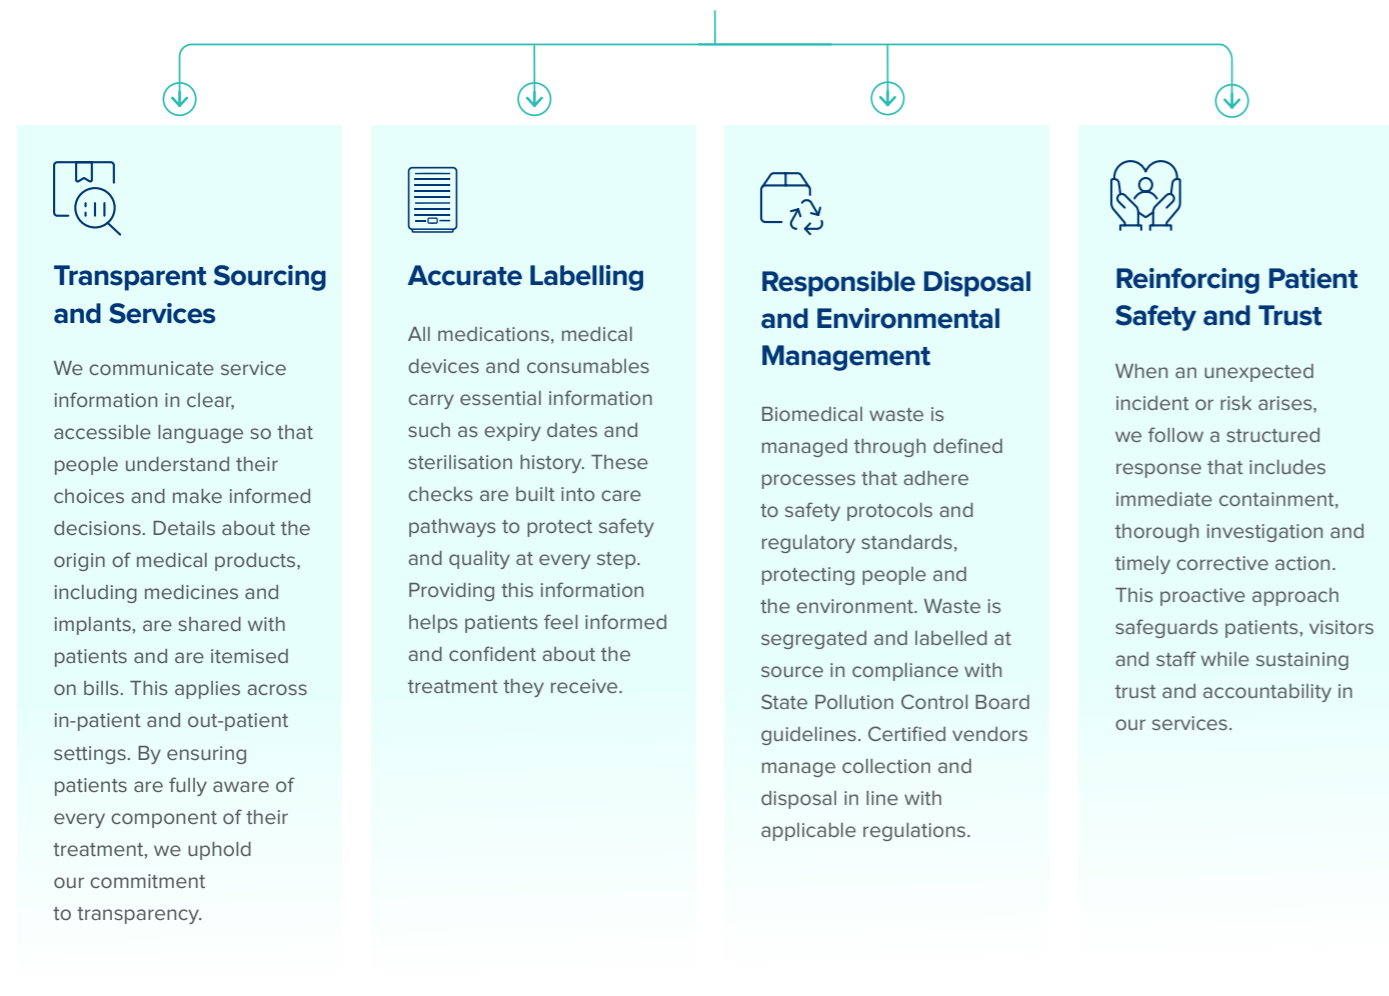 Transparent Sourcing
and Services
We communicate service
information in clear,
accessible language so that
people understand their
choices and make informed
decisions. Details about the
origin of medical products,
including medicines and
implants, are shared with
patients and are itemised
on bills. This applies across
in-patient and out-patient
settings. By ensuring
patients are fully aware of
every component of their
treatment, we uphold
our commitment
to transparency.
Accurate Labelling
All medications, medical
devices and consumables
carry essential information
such as expiry dates and
sterilisation history. These
checks are built into care
pathways to protect safety
and quality at every step.
Providing this information
helps patients feel informed
and confident about the
treatment they receive.
Responsible Disposal
and Environmental
Management
Biomedical waste is
managed through defined
processes that adhere
to safety protocols and
regulatory standards,
protecting people and
the environment. Waste is
segregated and labelled at
source in compliance with
State Pollution Control Board
guidelines. Certified vendors
manage collection and
disposal in line with
applicable regulations.
Reinforcing Patient
Safety and Trust
When an unexpected
incident or risk arises,
we follow a structured
response that includes
immediate containment,
thorough investigation and
timely corrective action.
This proactive approach
safeguards patients, visitors
and staff while sustaining
trust and accountability in
our services.